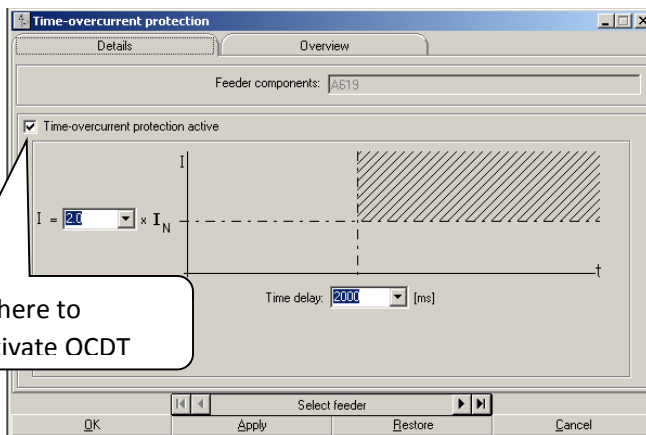 Time-overcurrent protection
Details
Overview
Feeder components: A619
Time-overcurrent protection active
I
I = 2.0 × I_N
t
Time delay: 2000 [ms]
here to
ivate OCDT
Select feeder
OK Apply Restore Cancel